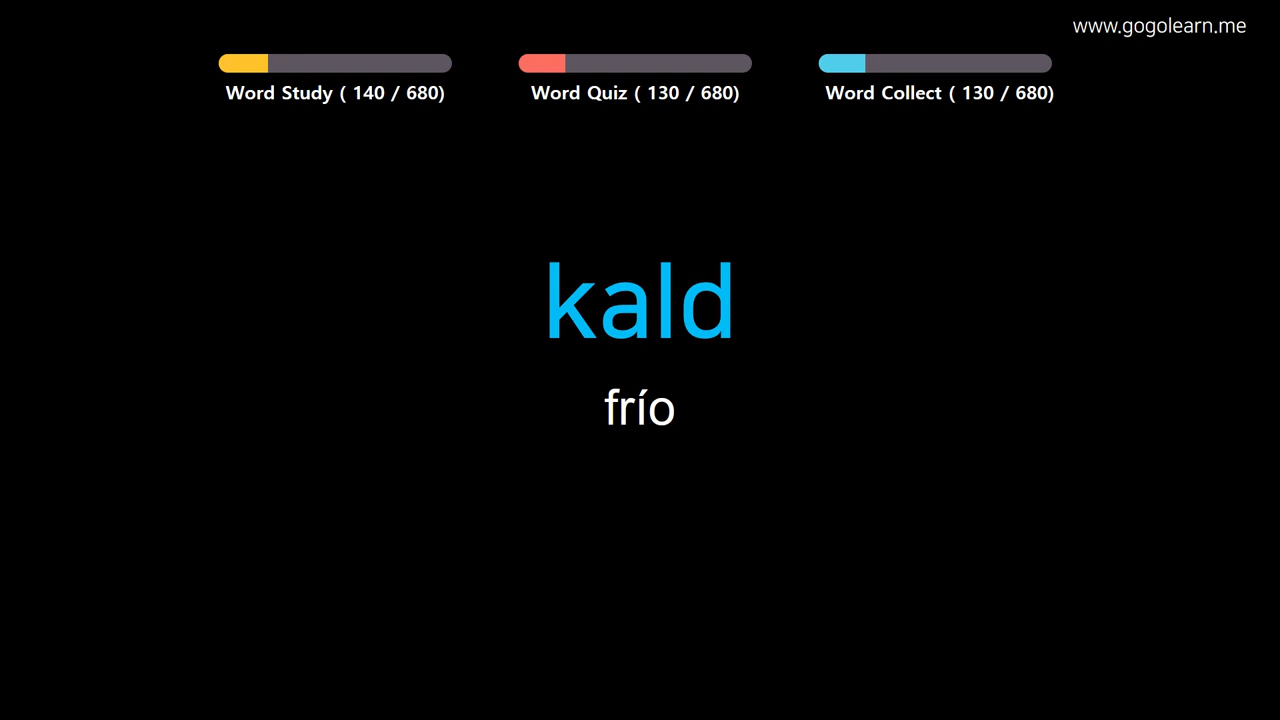 www.gogolearn.me
Word Study ( 140 / 680)
Word Quiz ( 130 / 680)
Word Collect ( 130 / 680)
kald
frío